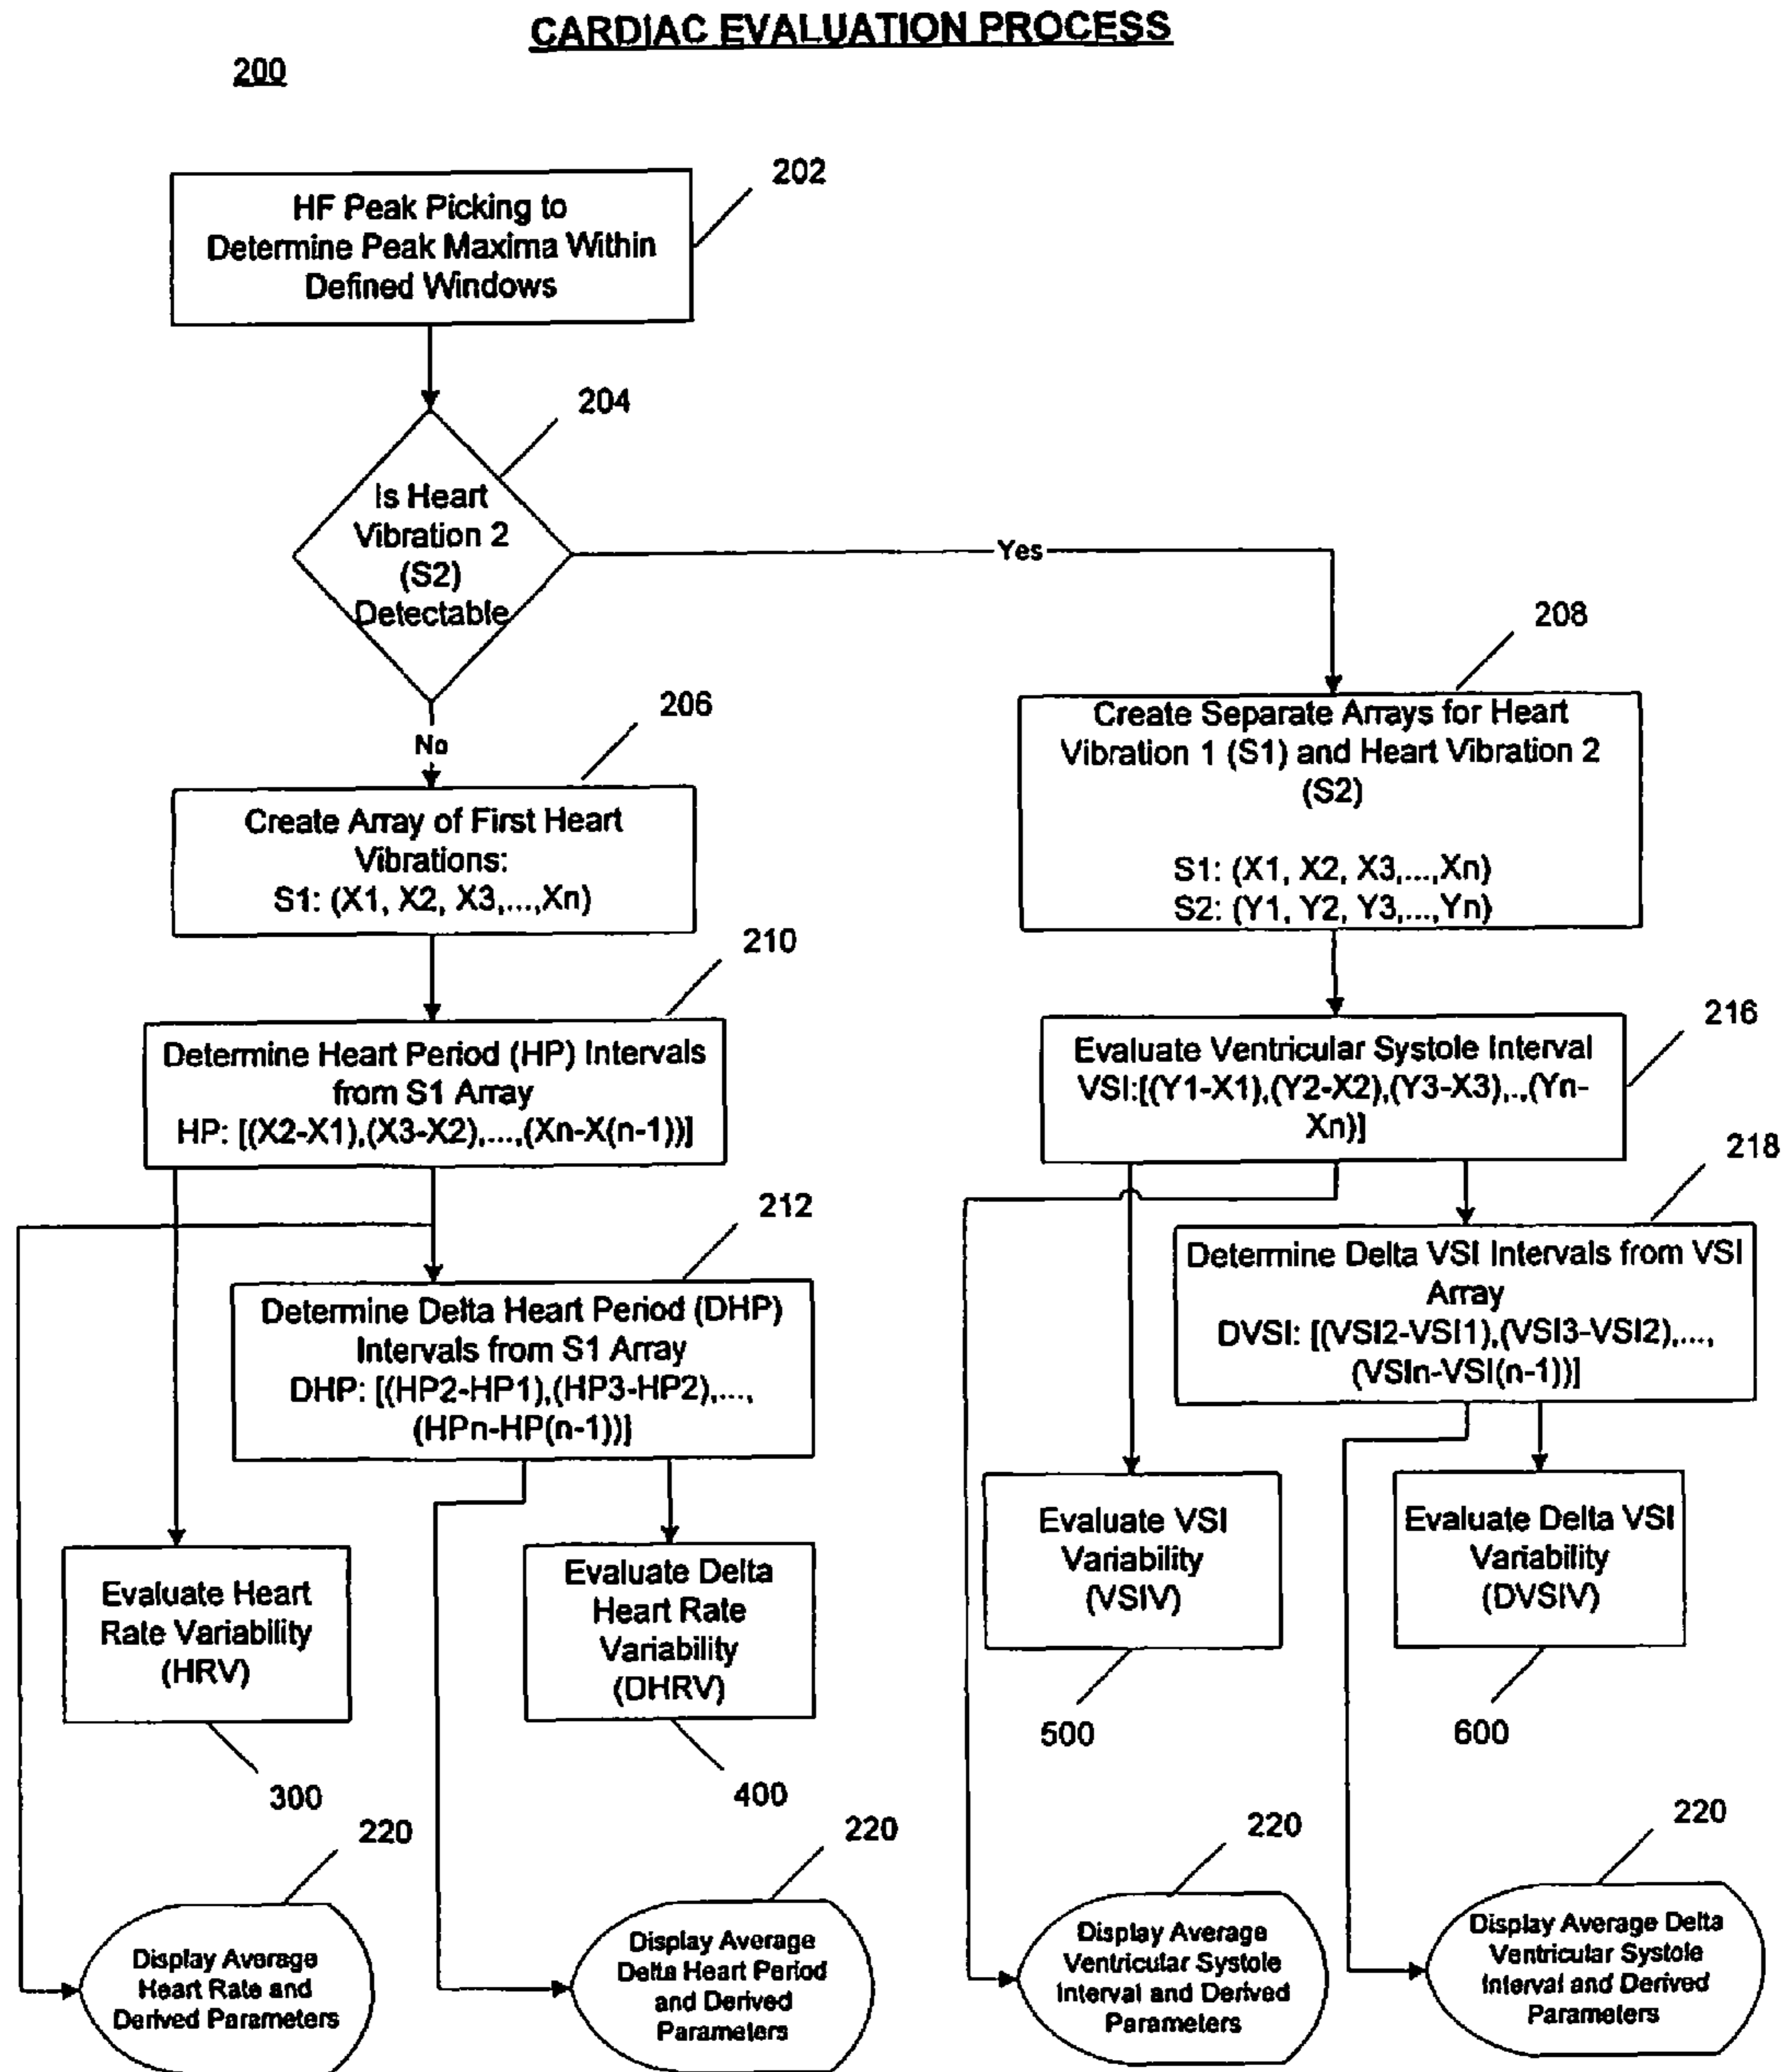 CARDIAC EVALUATION PROCESS
200
202
HF Peak Picking to
Determine Peak Maxima Within
Defined Windows
204
Is Heart
Vibration 2
(S2)
Detectable
Yes
No
206
Create Array of First Heart
Vibrations:
S1: (X1, X2, X3,...,Xn)
208
Create Separate Arrays for Heart
Vibration 1 (S1) and Heart Vibration 2
(S2)
S1: (X1, X2, X3,...,Xn)
S2: (Y1, Y2, Y3,...,Yn)
210
Determine Heart Period (HP) Intervals
from S1 Array
HP: [(X2-X1),(X3-X2),...,(Xn-X(n-1))]
216
Evaluate Ventricular Systole Interval
VSI:[(Y1-X1),(Y2-X2),(Y3-X3),..,(Yn-
Xn)]
212
Determine Delta Heart Period (DHP)
Intervals from S1 Array
DHP: [(HP2-HP1),(HP3-HP2),...,
(HPn-HP(n-1))]
218
Determine Delta VSI Intervals from VSI
Array
DVSI: [(VSI2-VSI1),(VSI3-VSI2),...,
(VSIn-VSI(n-1))]
Evaluate Heart
Rate Variability
(HRV)
300
Evaluate Delta
Heart Rate
Variability
(DHRV)
400
Evaluate VSI
Variability
(VSIV)
500
Evaluate Delta VSI
Variability
(DVSIV)
600
220
Display Average
Heart Rate and
Derived Parameters
220
Display Average
Delta Heart Period
and Derived
Parameters
220
Display Average
Ventricular Systole
Interval and Derived
Parameters
220
Display Average Delta
Ventricular Systole
Interval and Derived
Parameters